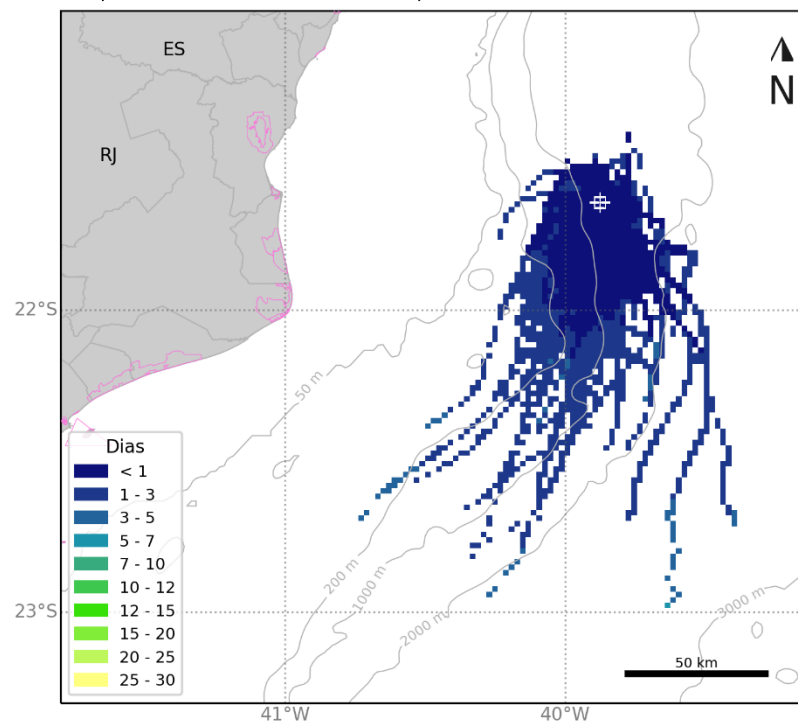 ES
N
RJ
22°S
50 m
Dias
< 1
1 - 3
3 - 5
5 - 7
7 - 10
10 - 12
12 - 15
15 - 20
20 - 25
25 - 30
200 m
1000 m
2000 m
3000 m
23°S
50 km
41°W
40°W